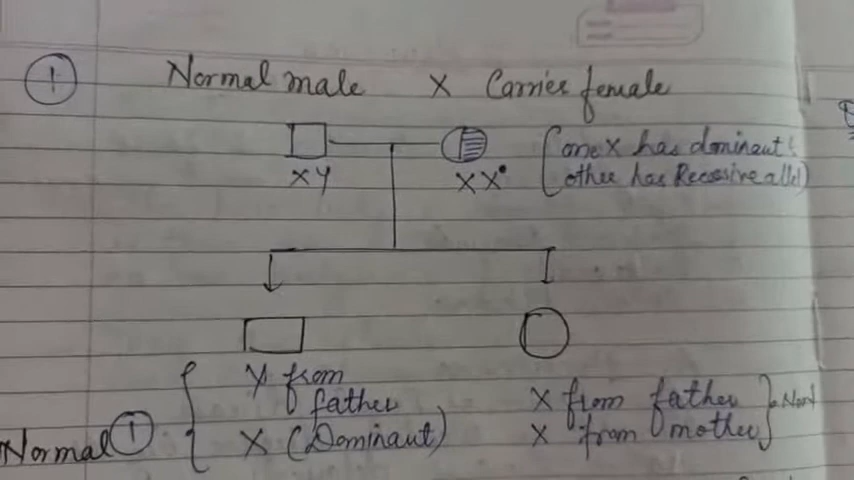 1 Normal male X Carrier female
XY XX• (one X has dominant
other has Recessive allel)
Y from
father X from father
Normal 1 X (Dominant) X from mother